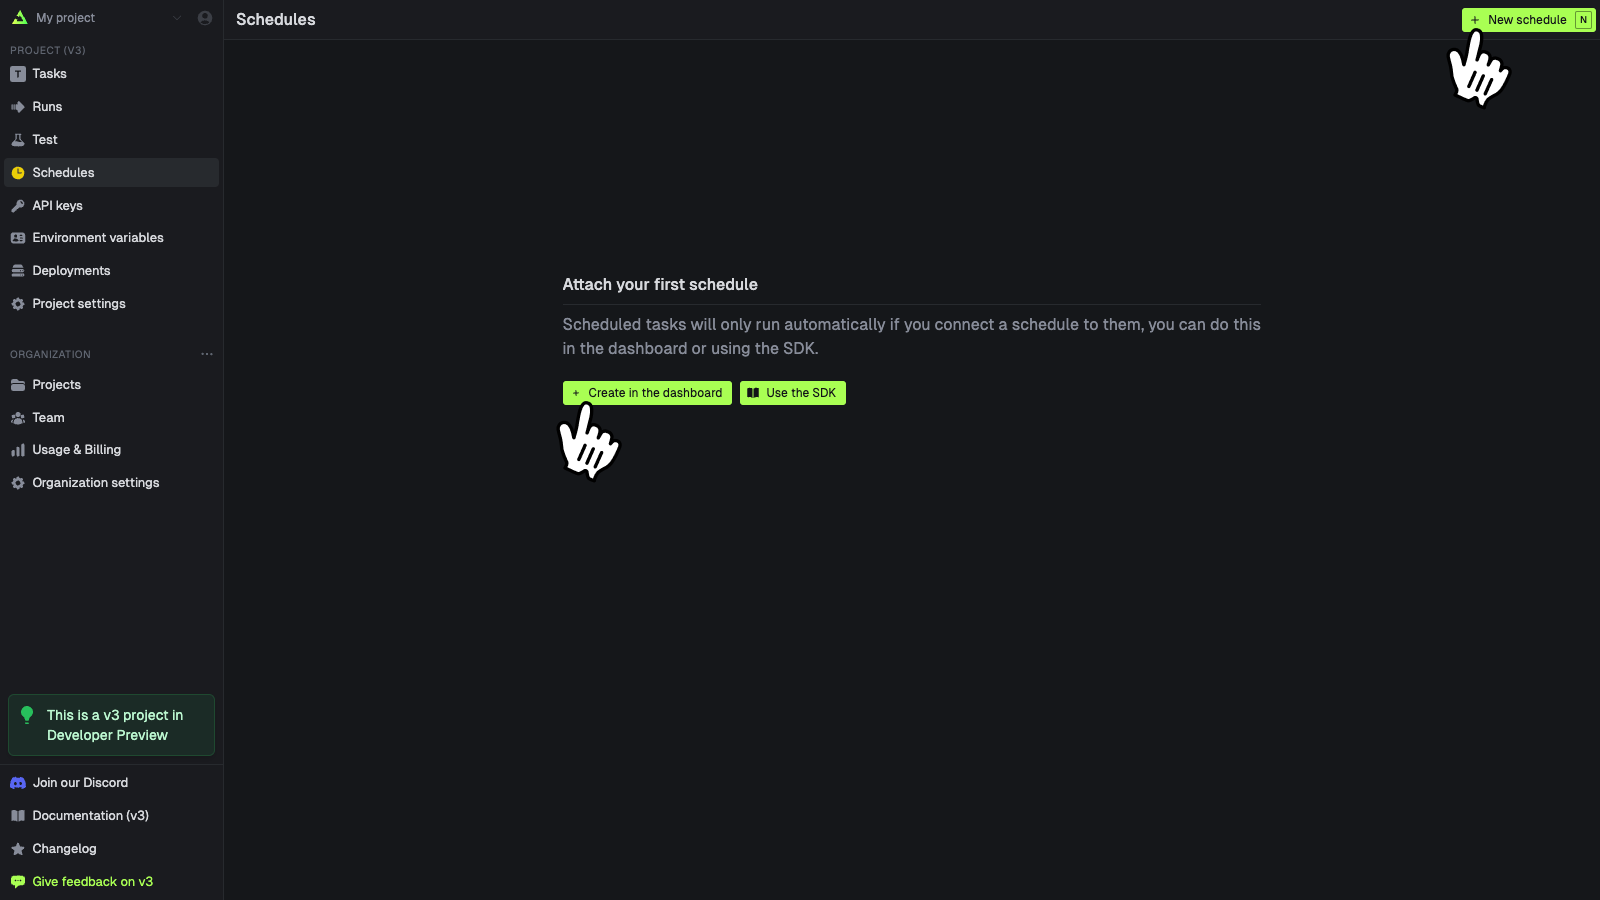 My project
PROJECT (V3)
T
Tasks
Runs
Test
Schedules
API keys
Environment variables
Deployments
Project settings
ORGANIZATION
Projects
Team
Usage & Billing
Organization settings
This is a v3 project in
Developer Preview
Join our Discord
Documentation (v3)
Changelog
Give feedback on v3
Schedules
+ New schedule N
Attach your first schedule
Scheduled tasks will only run automatically if you connect a schedule to them, you can do this
in the dashboard or using the SDK.
+ Create in the dashboard
Use the SDK